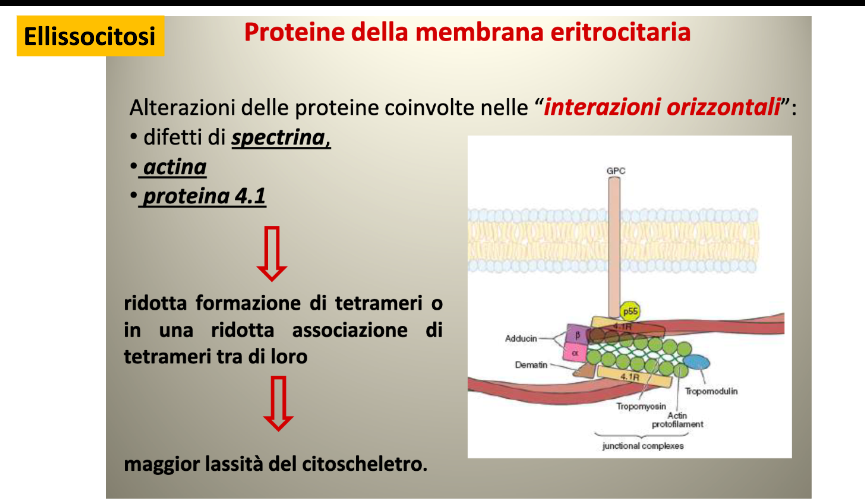 Ellissocitosi
Proteine della membrana eritrocitaria
Alterazioni delle proteine coinvolte nelle “interazioni orizzontali”:
• difetti di spectrina,
• actina
• proteina 4.1
ridotta formazione di tetrameri o
in una ridotta associazione di
tetrameri tra di loro
maggior lassità del citoscheletro.
GPC
p55
4.1R
Adducin
β
α
Dematin
4.1R
Tropomodulin
Tropomyosin
Actin
protofilament
junctional complexes